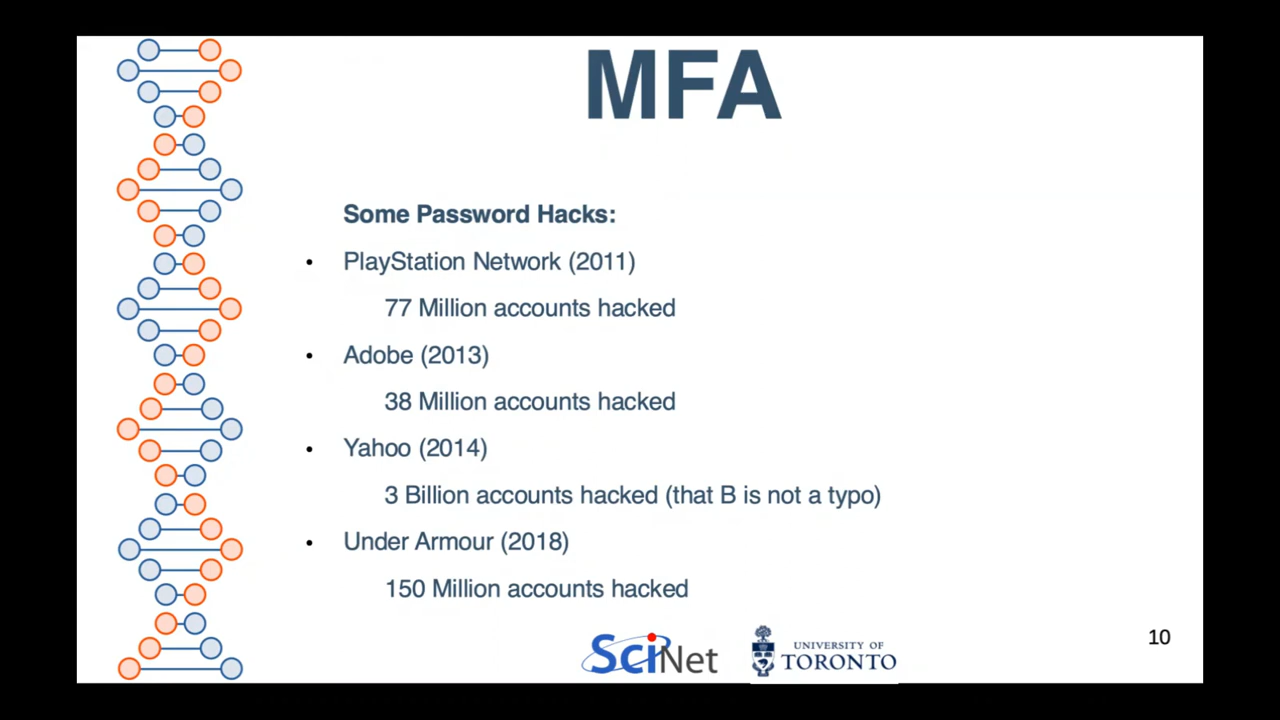 MFA
Some Password Hacks:
• PlayStation Network (2011)
77 Million accounts hacked
• Adobe (2013)
38 Million accounts hacked
• Yahoo (2014)
3 Billion accounts hacked (that B is not a typo)
• Under Armour (2018)
150 Million accounts hacked
SciNet
UNIVERSITY OF
TORONTO
10